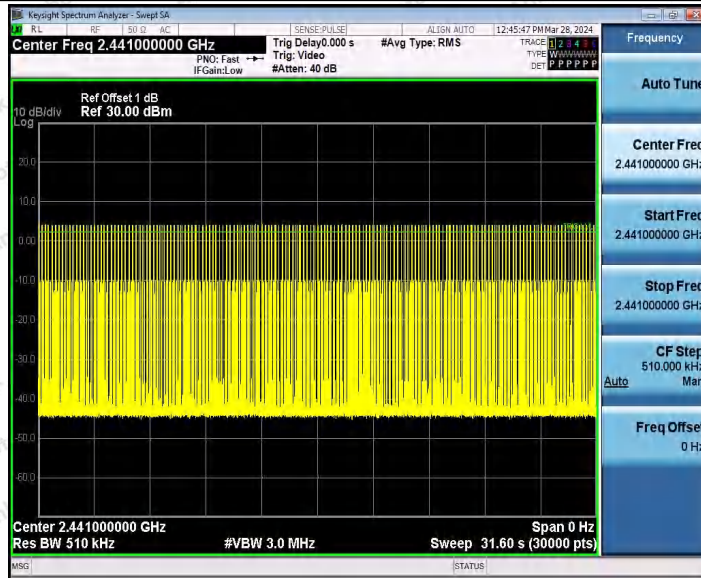 Keysight Spectrum Analyzer - Swept SA
RL RF 50 Ω AC SENSE:PULSE ALIGN AUTO 12:45:47 PM Mar 28, 2024
Center Freq 2.441000000 GHz
Trig Delay0.000 s #Avg Type: RMS
PNO: Fast Trig: Video
IFGain:Low #Atten: 40 dB
TRACE 1 2 3 4 5 6
TYPE WWWWWW
DET P P P P P P
Ref Offset 1 dB
10 dB/div Ref 30.00 dBm
Log
20.0
10.0
0.00
-10.0
-20.0
-30.0
-40.0
-50.0
-60.0
Center 2.441000000 GHz Span 0 Hz
Res BW 510 kHz #VBW 3.0 MHz Sweep 31.60 s (30000 pts)
MSG STATUS
Frequency
Auto Tune
Center Freq
2.441000000 GHz
Start Freq
2.441000000 GHz
Stop Freq
2.441000000 GHz
CF Step
510.000 kHz
Auto Man
Freq Offset
0 Hz